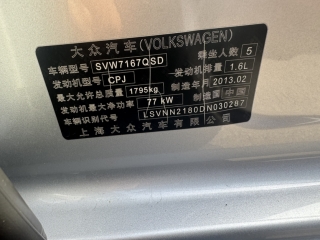 大众汽车(VOLKSWAGEN) 乘坐人数 5
车辆型号 SVW7167QSD
发动机型号 CPJ 发动机排量 1.6L
最大允许总质量 1795kg 制造年月 2013.02
发动机最大净功率 77 kW 制造国 中国
车辆识别代号 LSVNN2180DN030287
上海大众汽车有限公司